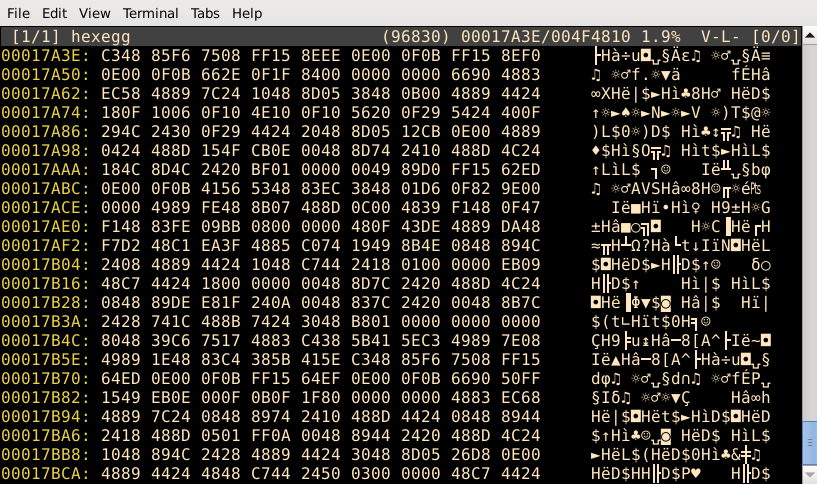 File Edit View Terminal Tabs Help
[1/1] hexegg (96830) 00017A3E/004F4810 1.9% V-L- [0/0]
00017A3E: C348 85F6 7508 FF15 8EEE 0E00 0F0B FF15 8EF0 ├Hà÷u◘ §Äε♫ ☼♂ §Ä≡
00017A50: 0E00 0F0B 662E 0F1F 8400 0000 0000 6690 4883 ♫ ☼♂f.☼▼ä fÉHâ
00017A62: EC58 4889 7C24 1048 8D05 3848 0B00 4889 4424 ∞XHë|$►Hì♣8H♂ HëD$
00017A74: 180F 1006 0F10 4E10 0F10 5620 0F29 5424 400F ↑☼►♠☼►N►☼►V ☼)T$@☼
00017A86: 294C 2430 0F29 4424 2048 8D05 12CB 0E00 4889 )L$0☼)D$ Hì♣↕╦♫ Hë
00017A98: 0424 488D 154F CB0E 0048 8D74 2410 488D 4C24 ♦$Hì§O╦♫ Hìt$►HìL$
00017AAA: 184C 8D4C 2420 BF01 0000 0049 89D0 FF15 62ED ↑LìL$ ┐☺ Ië╨ §bφ
00017ABC: 0E00 0F0B 4156 5348 83EC 3848 01D6 0F82 9E00 ♫ ☼♂AVSHâ∞8H☺╓☼é₧
00017ACE: 0000 4989 FE48 8B07 488D 0C00 4839 F148 0F47 Ië■Hï•Hì♀ H9±H☼G
00017AE0: F148 83FE 09BB 0800 0000 480F 43DE 4889 DA48 ±Hâ■○╗◘ H☼C▐Hë┌H
00017AF2: F7D2 48C1 EA3F 4885 C074 1949 8B4E 0848 894C ≈╥H┴Ω?Hà└t↓IïN◘HëL
00017B04: 2408 4889 4424 1048 C744 2418 0100 0000 EB09 $◘HëD$►H╟D$↑☺ δ○
00017B16: 48C7 4424 1800 0000 0048 8D7C 2420 488D 4C24 H╟D$↑ Hì|$ HìL$
00017B28: 0848 89DE E81F 240A 0048 837C 2420 0048 8B7C ◘Hë▐Φ▼$◙ Hâ|$ Hï|
00017B3A: 2428 741C 488B 7424 3048 B801 0000 0000 0000 $(t∟Hït$0H╕☺
00017B4C: 8048 39C6 7517 4883 C438 5B41 5EC3 4989 7E08 ÇH9╞u↨Hâ─8[A^├Ië~◘
00017B5E: 4989 1E48 83C4 385B 415E C348 85F6 7508 FF15 Ië▲Hâ─8[A^├Hà÷u◘ §
00017B70: 64ED 0E00 0F0B FF15 64EF 0E00 0F0B 6690 50FF dφ♫ ☼♂ §d∩♫ ☼♂fÉP
00017B82: 1549 EB0E 000F 0B0F 1F80 0000 0000 4883 EC68 §Iδ♫ ☼♂☼▼Ç Hâ∞h
00017B94: 4889 7C24 0848 8974 2410 488D 4424 0848 8944 Hë|$◘Hët$►HìD$◘HëD
00017BA6: 2418 488D 0501 FF0A 0048 8944 2420 488D 4C24 $↑Hì♣☺ ◙ HëD$ HìL$
00017BB8: 1048 894C 2428 4889 4424 3048 8D05 26D8 0E00 ►HëL$(HëD$0Hì♣&╪♫
00017BCA: 4889 4424 4848 C744 2450 0300 0000 48C7 4424 HëD$HH╟D$P♥ H╟D$